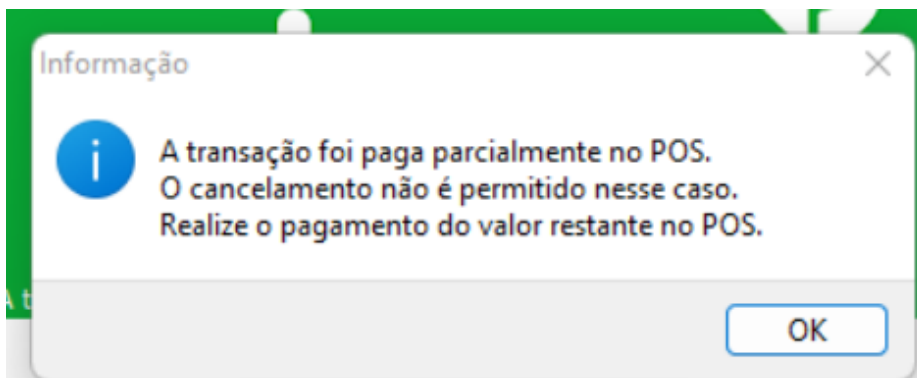 Informação
A transação foi paga parcialmente no POS.
O cancelamento não é permitido nesse caso.
Realize o pagamento do valor restante no POS.
OK